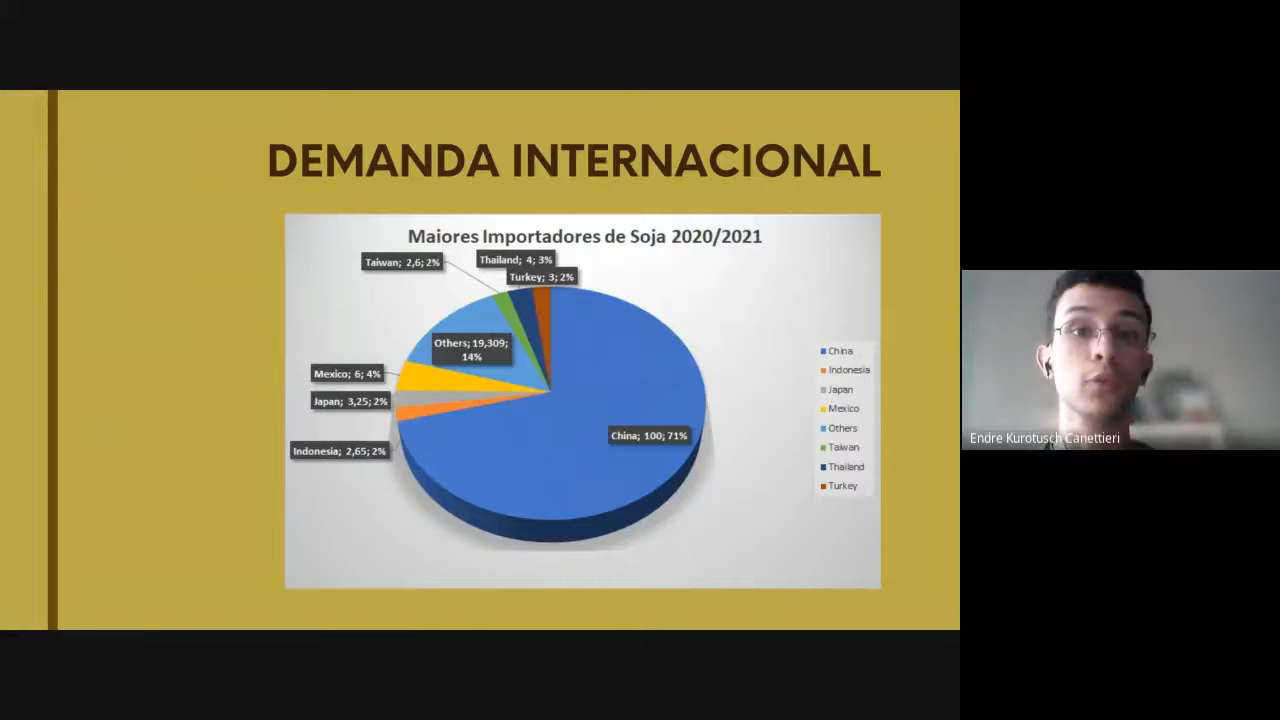 DEMANDA INTERNACIONAL
Maiores Importadores de Soja 2020/2021
Taiwan; 2,6; 2%
Thailand; 4; 3%
Turkey; 3; 2%
Others; 19,309;
14%
Mexico; 6; 4%
Japan; 3,25; 2%
Indonesia; 2,65; 2%
China; 100; 71%
China
Indonesia
Japan
Mexico
Others
Taiwan
Thailand
Turkey
Endre Kurotusch Canettieri